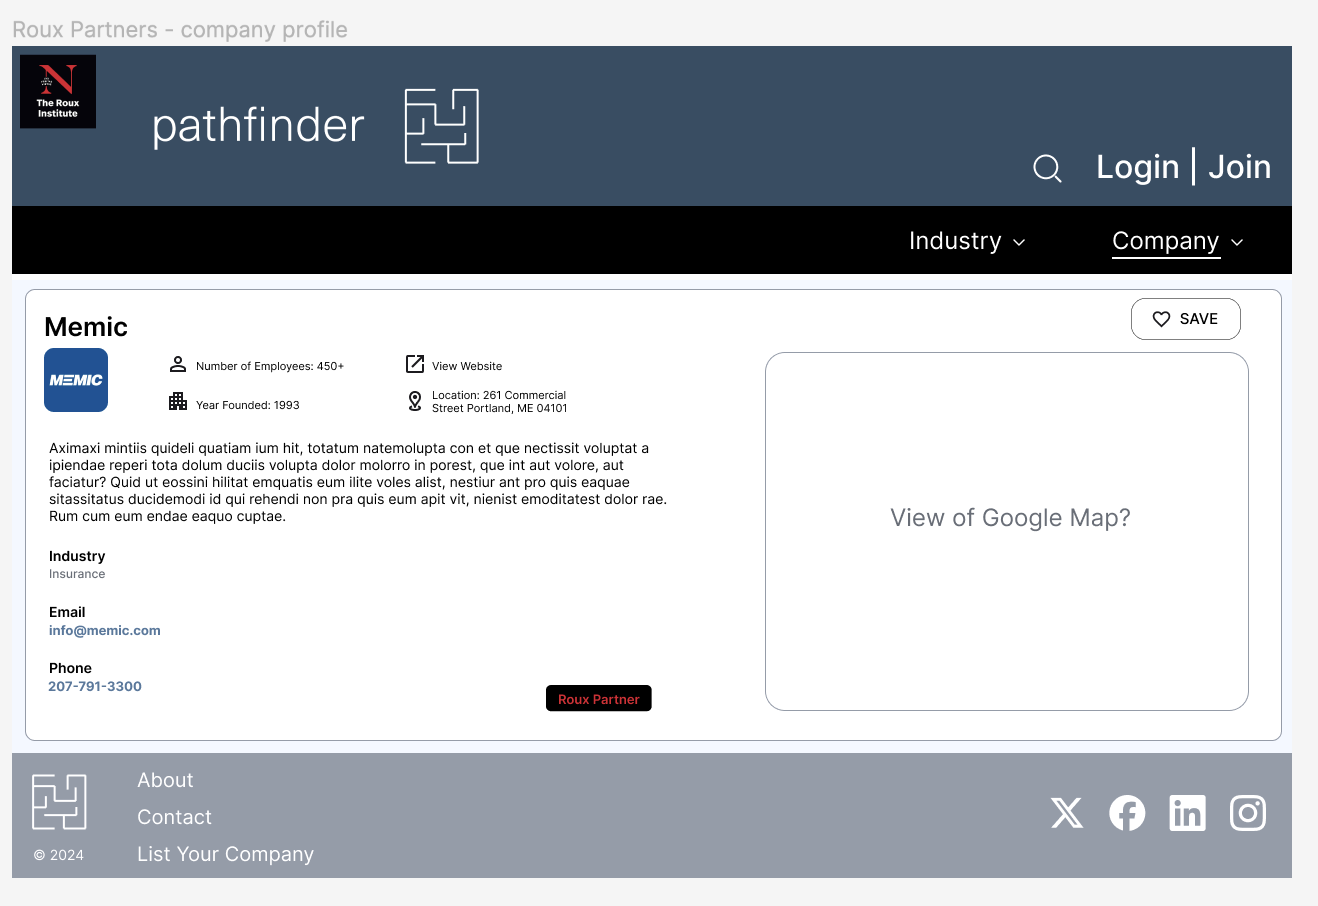 Roux Partners - company profile
N
The Roux
Institute
pathfinder
Login | Join
Industry
Company
Memic
SAVE
MEMIC
Number of Employees: 450+
View Website
Year Founded: 1993
Location: 261 Commercial
Street Portland, ME 04101
Aximaxi mintiis quideli quatiam ium hit, totatum natemolupta con et que nectissit voluptat a
ipiendae reperi tota dolum duciis volupta dolor molorro in porest, que int aut volore, aut
faciatur? Quid ut eossini hilitat emquatis eum ilite voles alist, nestiur ant pro quis eaquae
sitassitatus ducidemodi id qui rehendi non pra quis eum apit vit, nienist emoditatest dolor rae.
Rum cum eum endae eaquo cuptae.
View of Google Map?
Industry
Insurance
Email
info@memic.com
Phone
207-791-3300
Roux Partner
About
Contact
List Your Company
© 2024